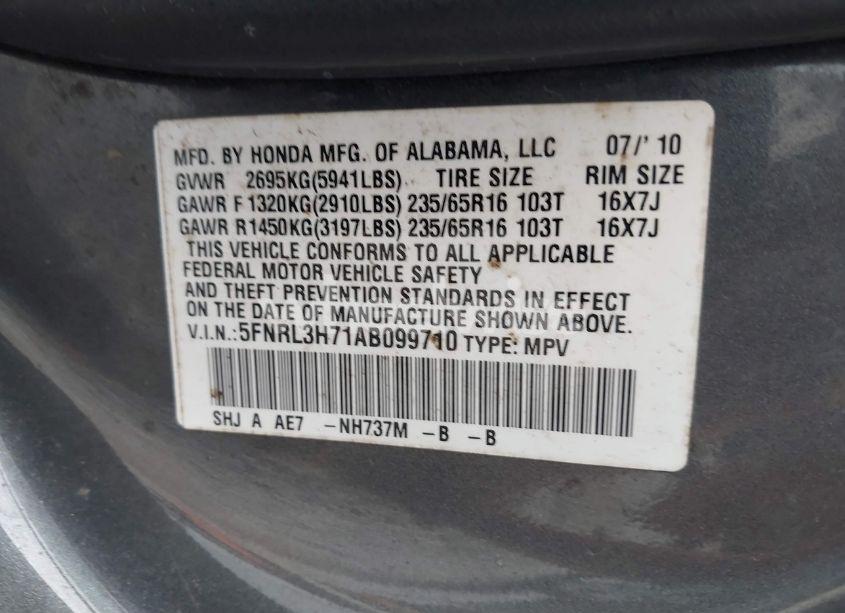 MFD. BY HONDA MFG. OF ALABAMA, LLC 07/' 10
GVWR 2695KG(5941LBS) TIRE SIZE RIM SIZE
GAWR F 1320KG(2910LBS) 235/65R16 103T 16X7J
GAWR R1450KG(3197LBS) 235/65R16 103T 16X7J
THIS VEHICLE CONFORMS TO ALL APPLICABLE
FEDERAL MOTOR VEHICLE SAFETY
AND THEFT PREVENTION STANDARDS IN EFFECT
ON THE DATE OF MANUFACTURE SHOWN ABOVE.
V.I.N.:5FNRL3H71AB099710 TYPE: MPV
SHJ A AE7 -NH737M -B -B